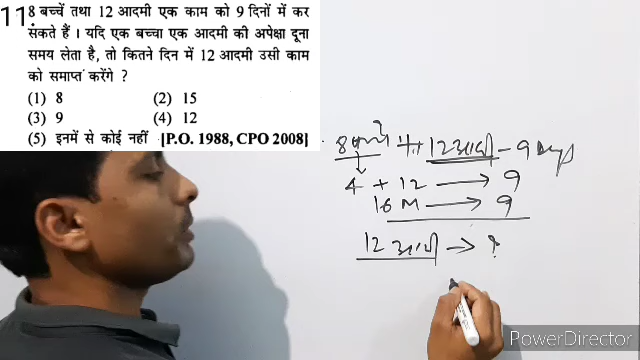 11 8 बच्चें तथा 12 आदमी एक काम को 9 दिनों में कर
सकते हैं । यदि एक बच्चा एक आदमी की अपेक्षा दूना
समय लेता है, तो कितने दिन में 12 आदमी उसी काम
को समाप्त करेंगे ?
(1) 8 (2) 15
(3) 9 (4) 12
(5) इनमें से कोई नहीं [P.O. 1988, CPO 2008]
8 + 12 आदमी - 9 Days
4 + 12 → 9
16 M → 9
12 आदमी → ?
PowerDirector